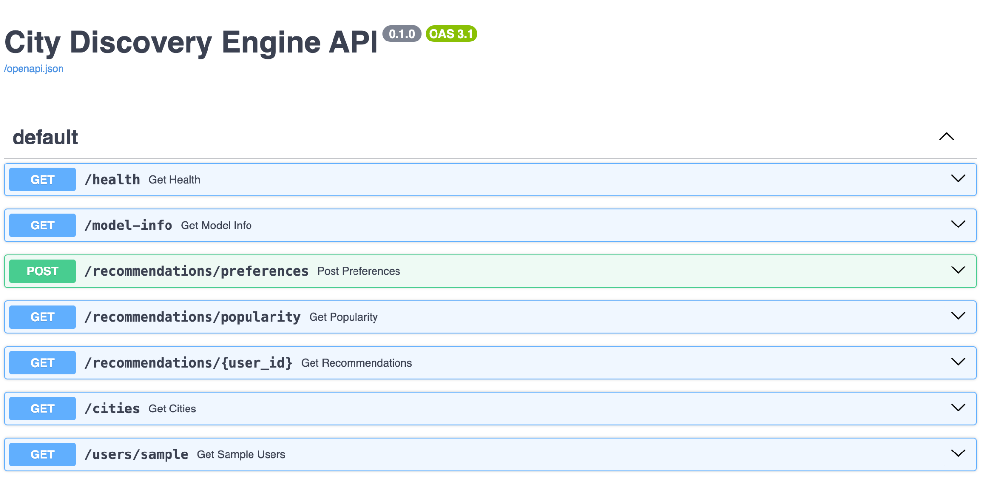 City Discovery Engine API 0.1.0 OAS 3.1
/openapi.json
default
GET /health Get Health
GET /model-info Get Model Info
POST /recommendations/preferences Post Preferences
GET /recommendations/popularity Get Popularity
GET /recommendations/{user_id} Get Recommendations
GET /cities Get Cities
GET /users/sample Get Sample Users